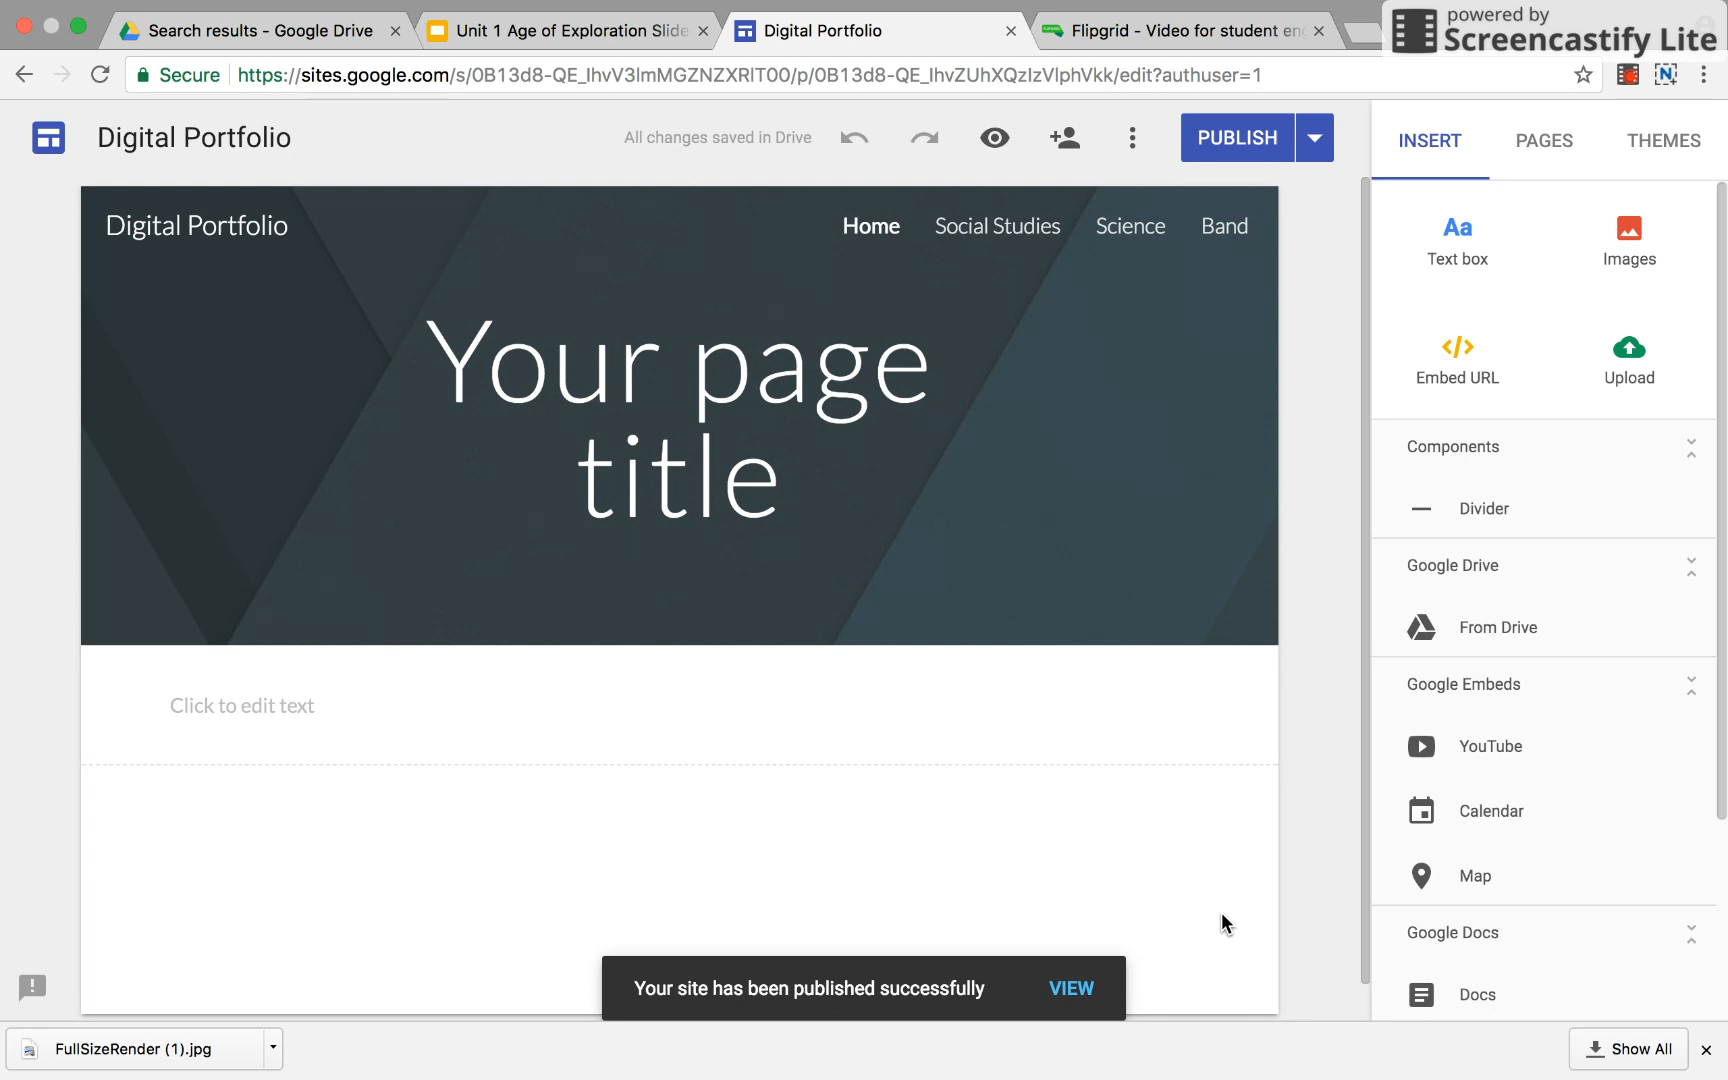 Search results - Google Drive
Unit 1 Age of Exploration Slide
Digital Portfolio
Flipgrid - Video for student en
powered by
Screencastify Lite
Secure
https://sites.google.com/s/0B13d8-QE_IhvV3lmMGZNZXRIT00/p/0B13d8-QE_IhvZUhXQzIzVlphVkk/edit?authuser=1
Digital Portfolio
All changes saved in Drive
PUBLISH
INSERT
PAGES
THEMES
Digital Portfolio
Home
Social Studies
Science
Band
Your page
title
Click to edit text
Aa
Text box
Images
Embed URL
Upload
Components
Divider
Google Drive
From Drive
Google Embeds
YouTube
Calendar
Map
Google Docs
Docs
Your site has been published successfully
VIEW
FullSizeRender (1).jpg
Show All